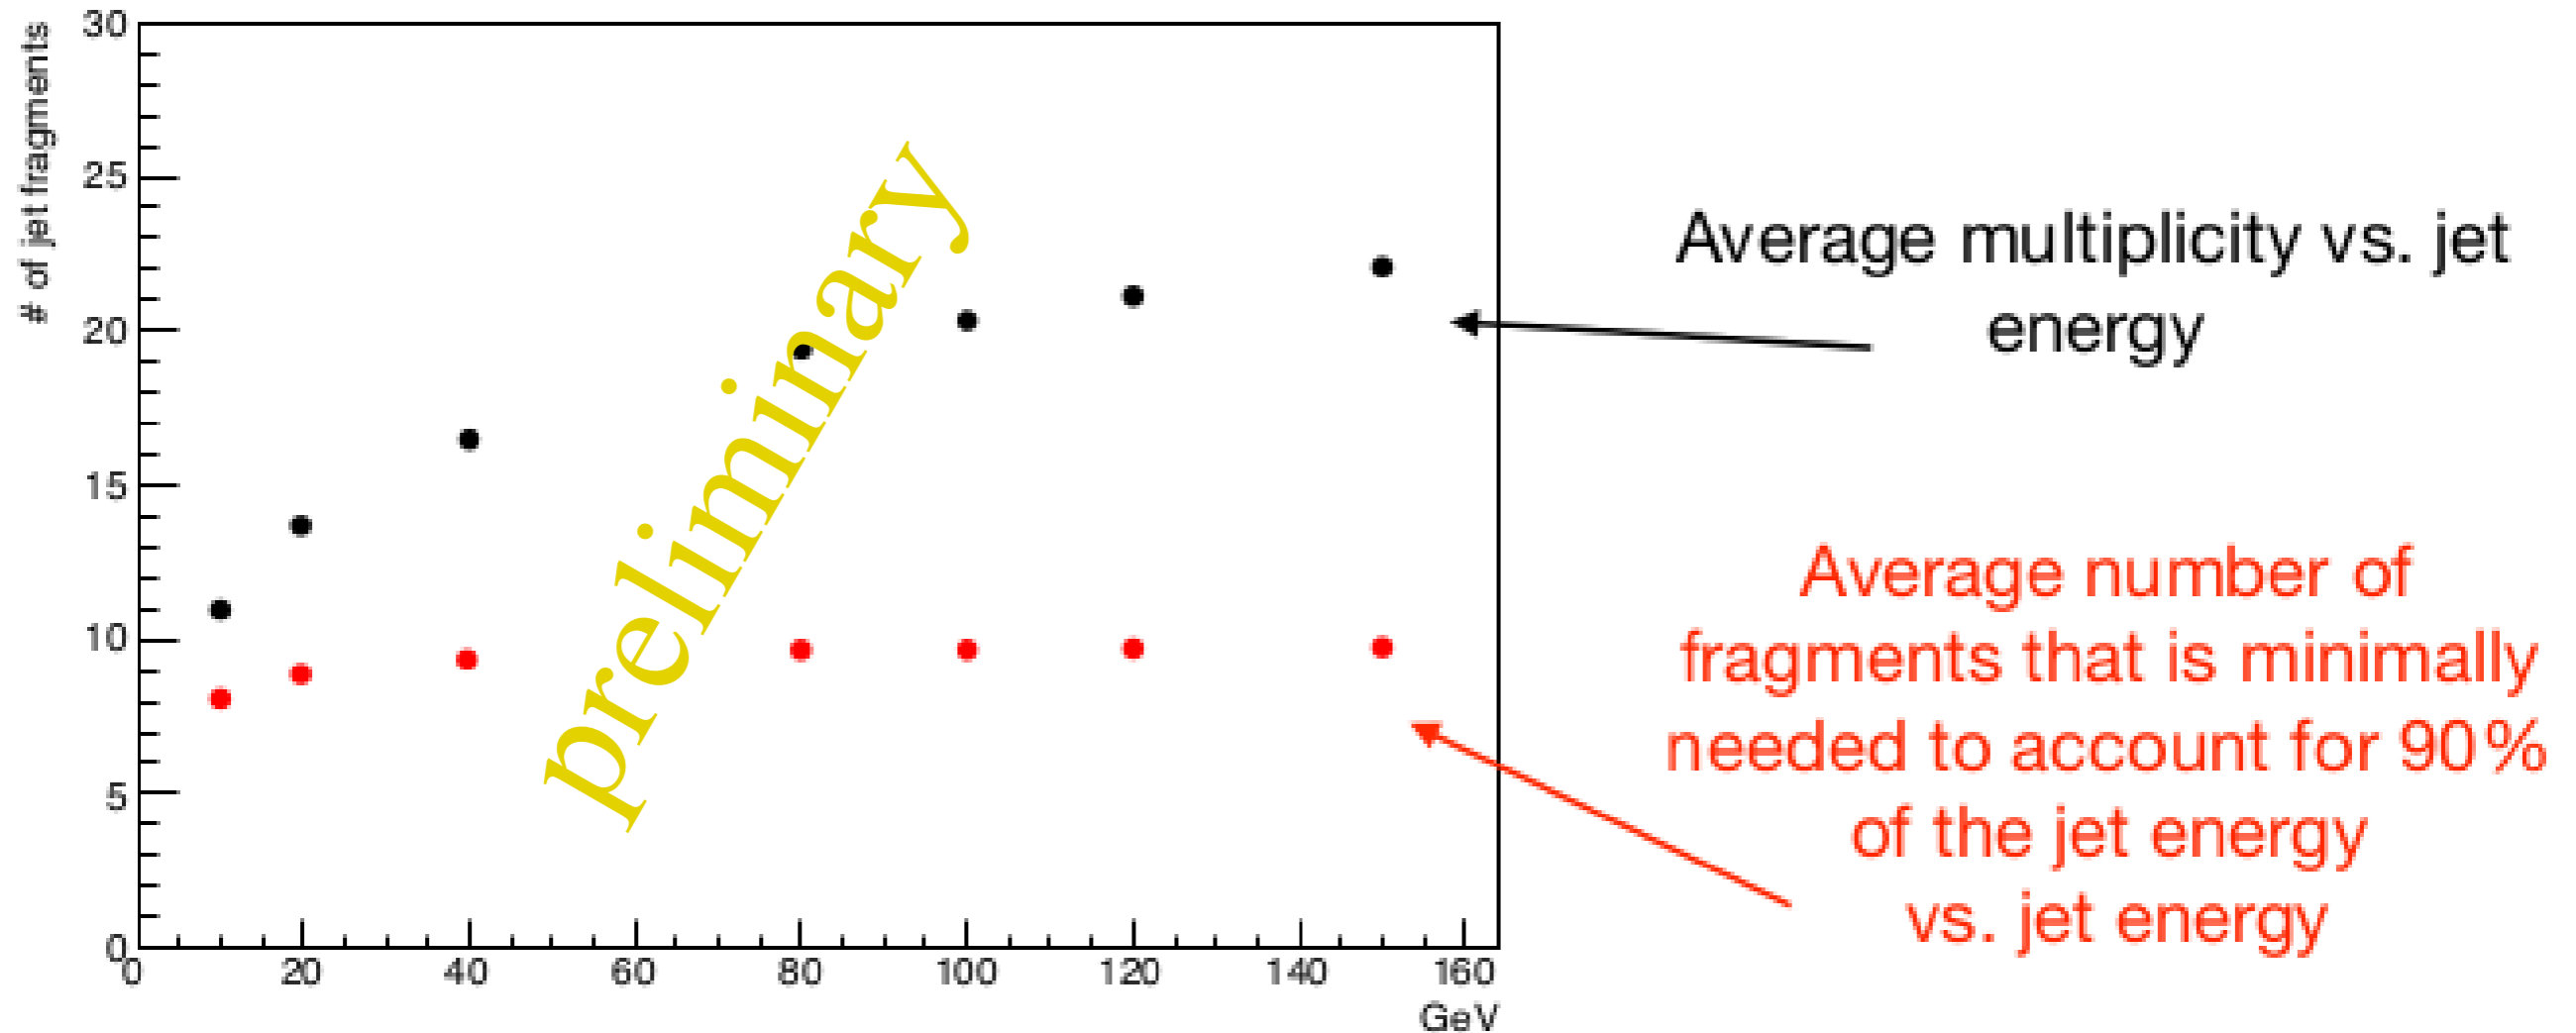 # of jet fragments
30
25
20
15
10
5
0
0 20 40 60 80 100 120 140 160
GeV
preliminary
Average multiplicity vs. jet
energy
Average number of
fragments that is minimally
needed to account for 90%
of the jet energy
vs. jet energy